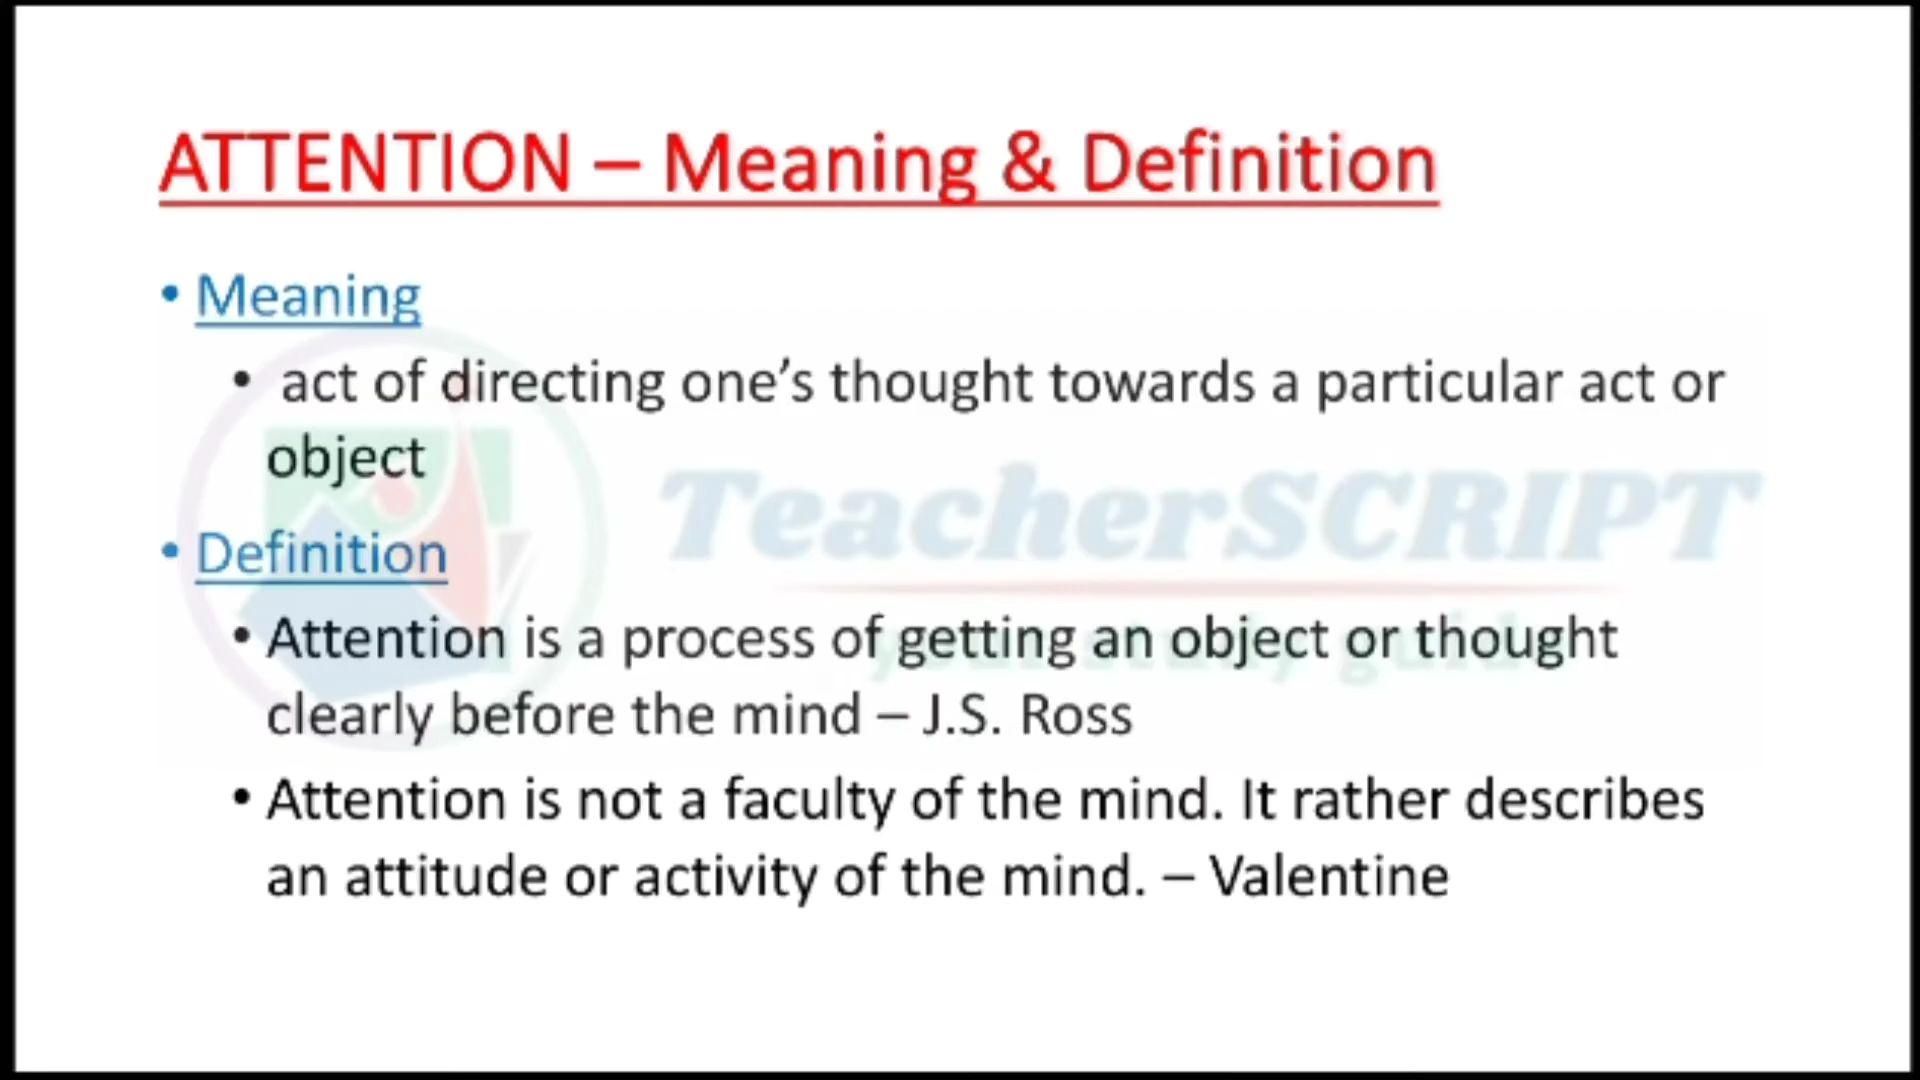 ATTENTION – Meaning & Definition
• Meaning
• act of directing one’s thought towards a particular act or
object
TeacherSCRIPT
• Definition
• Attention is a process of getting an object or thought
clearly before the mind – J.S. Ross
• Attention is not a faculty of the mind. It rather describes
an attitude or activity of the mind. – Valentine